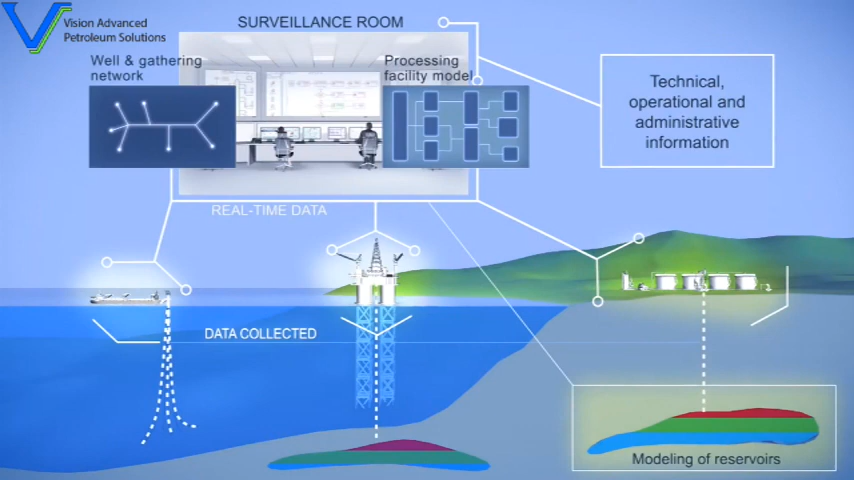 Vision Advanced
Petroleum Solutions
SURVEILLANCE ROOM
Well & gathering
network
Processing
facility model
Technical,
operational and
administrative
information
REAL-TIME DATA
DATA COLLECTED
Modeling of reservoirs